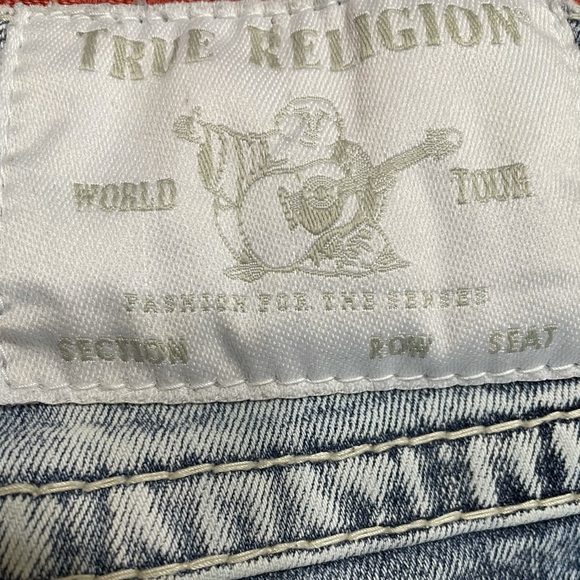 TRUE RELIGION®
WORLD TOUR
FASHION FOR THE SENSES
SECTION ROW SEAT